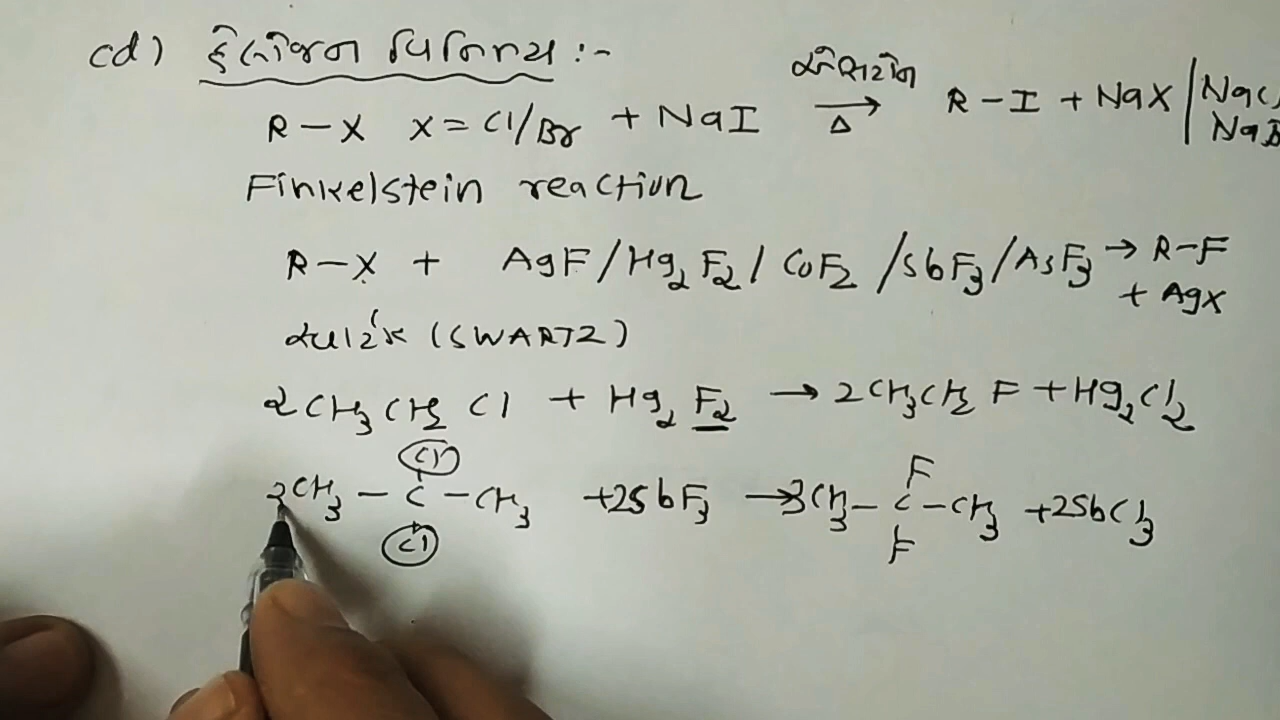 (d) હેલોજન વિનિમય :-
એસિટોન
R-X X = Cl/Br + NaI → R-I + NaX | NaCl
Δ NaB
Finkelstein reaction
R-X + AgF/Hg₂F₂/CoF₂/SbF₃/AsF₃ → R-F
+ AgX
સ્વાર્ટ્ઝ (SWARTZ)
2CH₃CH₂Cl + Hg₂F₂ → 2CH₃CH₂F + Hg₂Cl₂
Cl F
3CH₃-C-CH₃ +2SbF₃ → 3CH₃-C-CH₃ +2SbCl₃
Cl F